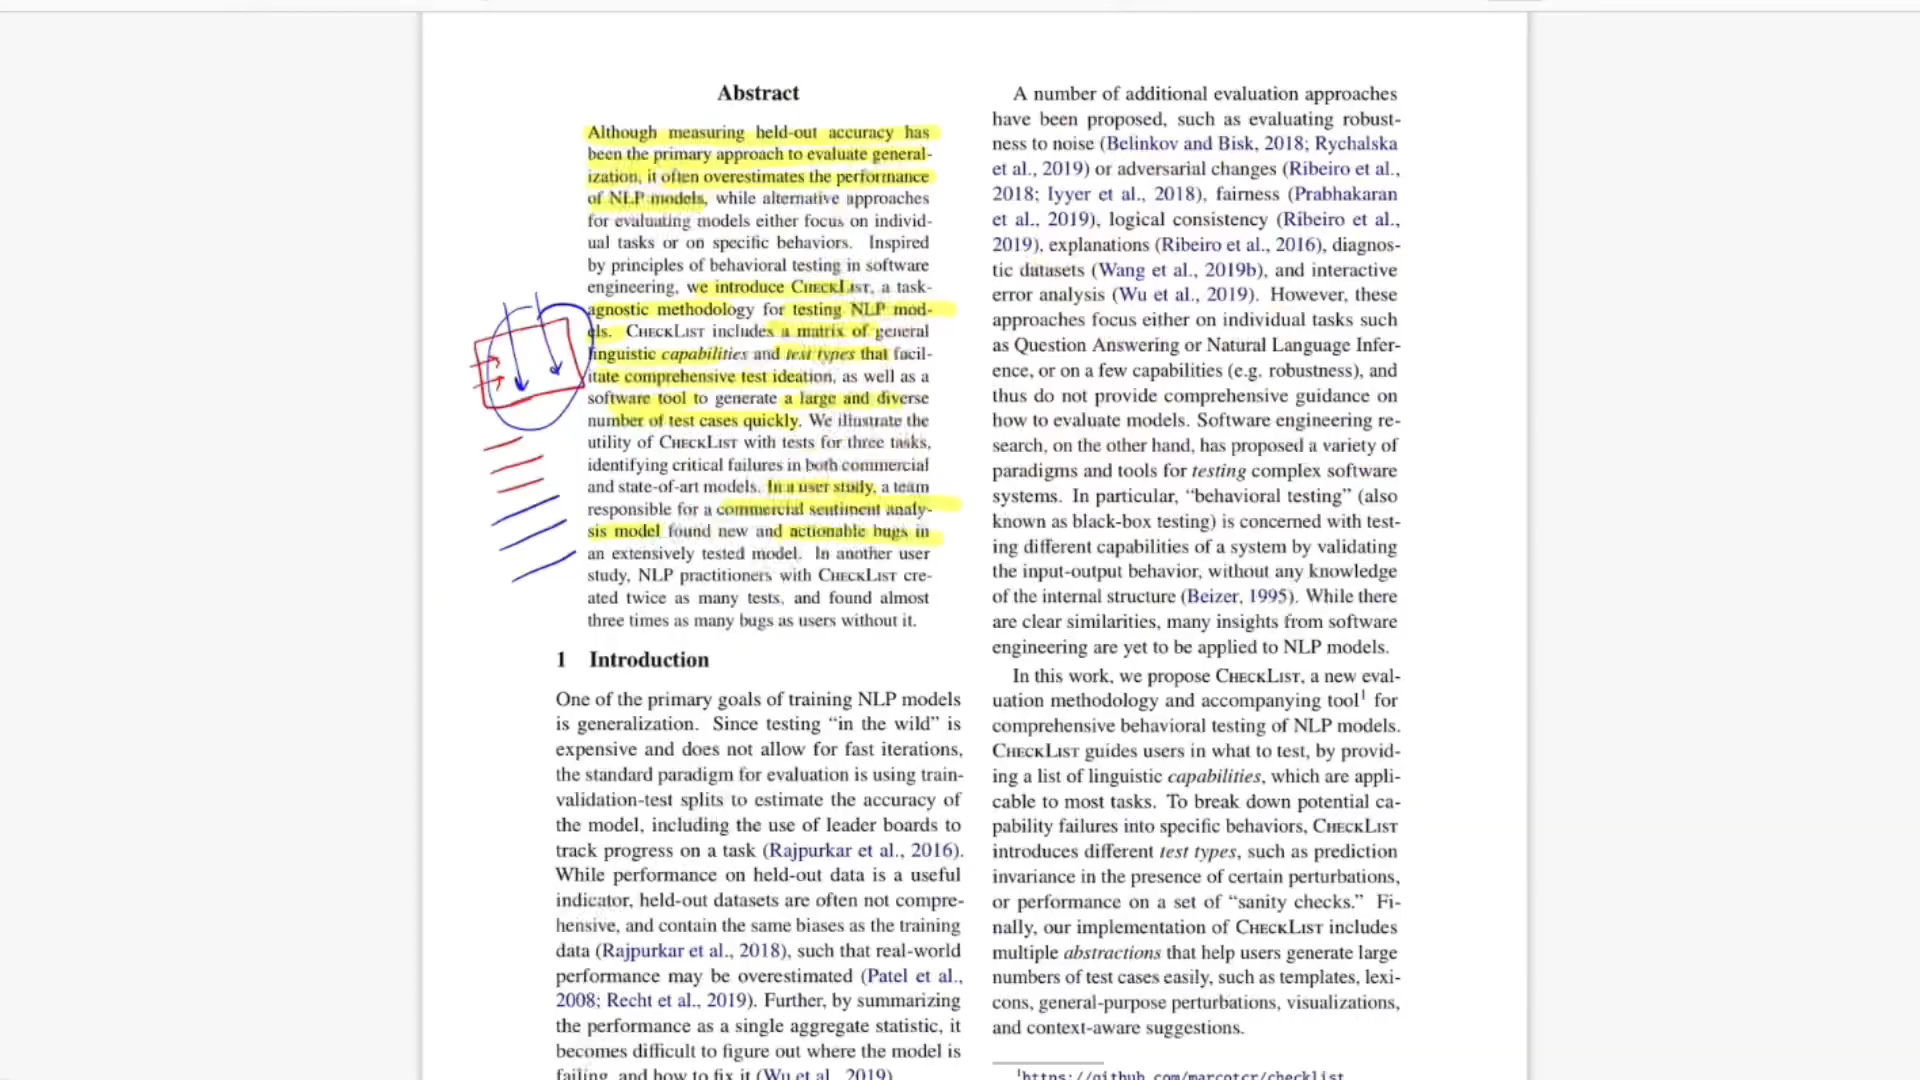 Abstract
Although measuring held-out accuracy has
been the primary approach to evaluate general-
ization, it often overestimates the performance
of NLP models, while alternative approaches
for evaluating models either focus on individ-
ual tasks or on specific behaviors. Inspired
by principles of behavioral testing in software
engineering, we introduce CHECKLIST, a task-
agnostic methodology for testing NLP mod-
els. CHECKLIST includes a matrix of general
linguistic capabilities and test types that facil-
itate comprehensive test ideation, as well as a
software tool to generate a large and diverse
number of test cases quickly. We illustrate the
utility of CHECKLIST with tests for three tasks,
identifying critical failures in both commercial
and state-of-art models. In a user study, a team
responsible for a commercial sentiment analy-
sis model found new and actionable bugs in
an extensively tested model. In another user
study, NLP practitioners with CHECKLIST cre-
ated twice as many tests, and found almost
three times as many bugs as users without it.
1 Introduction
One of the primary goals of training NLP models
is generalization. Since testing “in the wild” is
expensive and does not allow for fast iterations,
the standard paradigm for evaluation is using train-
validation-test splits to estimate the accuracy of
the model, including the use of leader boards to
track progress on a task (Rajpurkar et al., 2016).
While performance on held-out data is a useful
indicator, held-out datasets are often not compre-
hensive, and contain the same biases as the training
data (Rajpurkar et al., 2018), such that real-world
performance may be overestimated (Patel et al.,
2008; Recht et al., 2019). Further, by summarizing
the performance as a single aggregate statistic, it
becomes difficult to figure out where the model is
failing, and how to fix it (Wu et al., 2019).
A number of additional evaluation approaches
have been proposed, such as evaluating robust-
ness to noise (Belinkov and Bisk, 2018; Rychalska
et al., 2019) or adversarial changes (Ribeiro et al.,
2018; Iyyer et al., 2018), fairness (Prabhakaran
et al., 2019), logical consistency (Ribeiro et al.,
2019), explanations (Ribeiro et al., 2016), diagnos-
tic datasets (Wang et al., 2019b), and interactive
error analysis (Wu et al., 2019). However, these
approaches focus either on individual tasks such
as Question Answering or Natural Language Infer-
ence, or on a few capabilities (e.g. robustness), and
thus do not provide comprehensive guidance on
how to evaluate models. Software engineering re-
search, on the other hand, has proposed a variety of
paradigms and tools for testing complex software
systems. In particular, “behavioral testing” (also
known as black-box testing) is concerned with test-
ing different capabilities of a system by validating
the input-output behavior, without any knowledge
of the internal structure (Beizer, 1995). While there
are clear similarities, many insights from software
engineering are yet to be applied to NLP models.
In this work, we propose CHECKLIST, a new eval-
uation methodology and accompanying tool¹ for
comprehensive behavioral testing of NLP models.
CHECKLIST guides users in what to test, by provid-
ing a list of linguistic capabilities, which are appli-
cable to most tasks. To break down potential ca-
pability failures into specific behaviors, CHECKLIST
introduces different test types, such as prediction
invariance in the presence of certain perturbations,
or performance on a set of “sanity checks.” Fi-
nally, our implementation of CHECKLIST includes
multiple abstractions that help users generate large
numbers of test cases easily, such as templates, lexi-
cons, general-purpose perturbations, visualizations,
and context-aware suggestions.
¹https://github.com/marcotcr/checklist